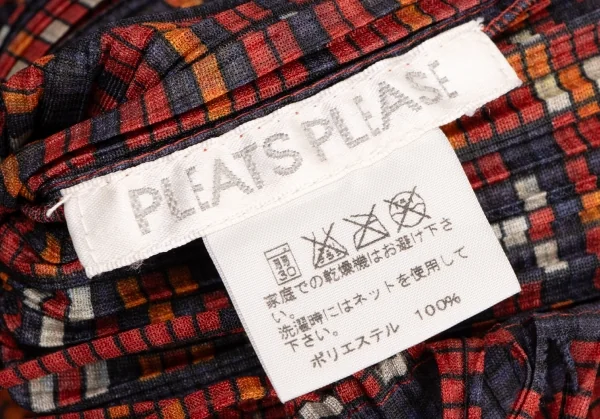 PLEATS PLEASE
弱
30
家庭での乾燥機はお避け下さ
い。
洗濯時にはネットを使用して
下さい。
ポリエステル 100%